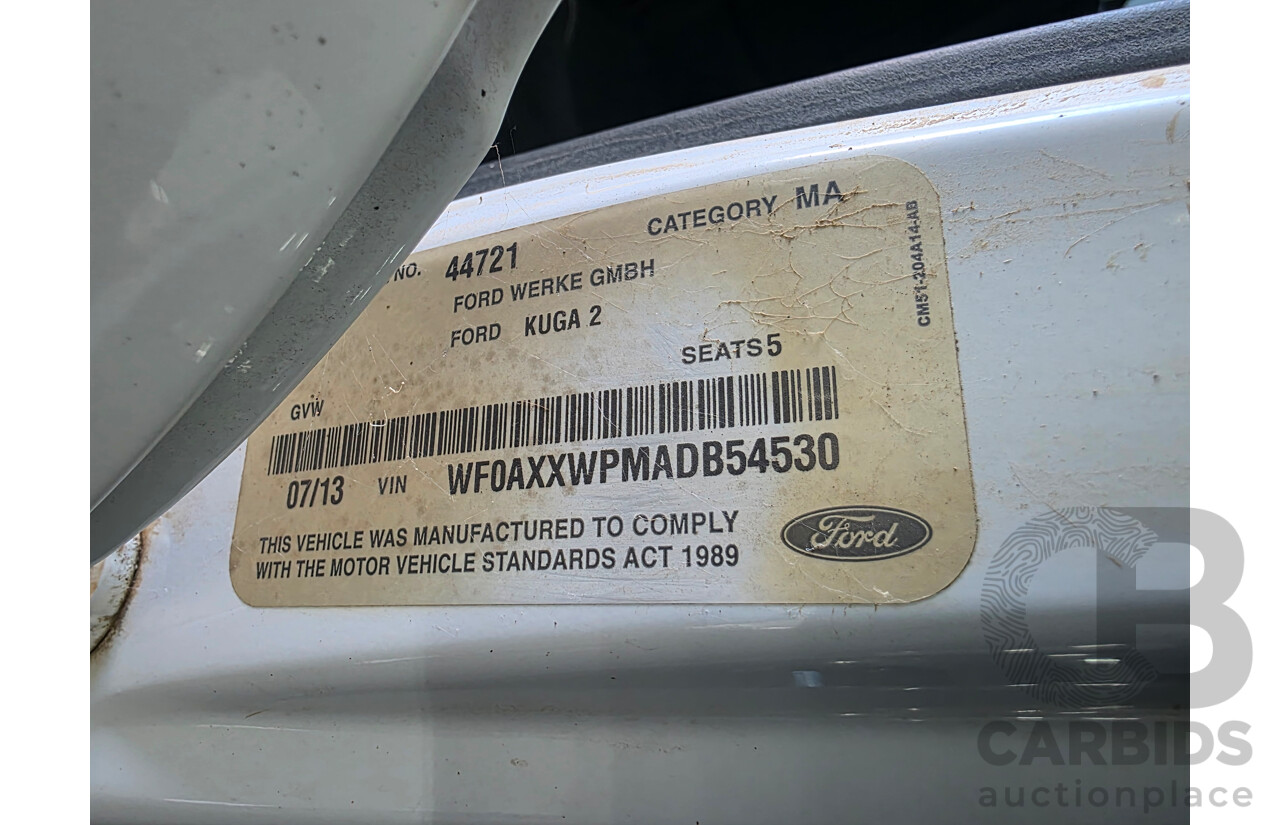 NO. 44721 CATEGORY MA
FORD WERKE GMBH
FORD KUGA 2
SEATS 5
GVW
07/13 VIN WF0AXXWPMADB54530
THIS VEHICLE WAS MANUFACTURED TO COMPLY
WITH THE MOTOR VEHICLE STANDARDS ACT 1989
Ford
CM51-204A14-AB
CB
CARBIDS
auctionplace